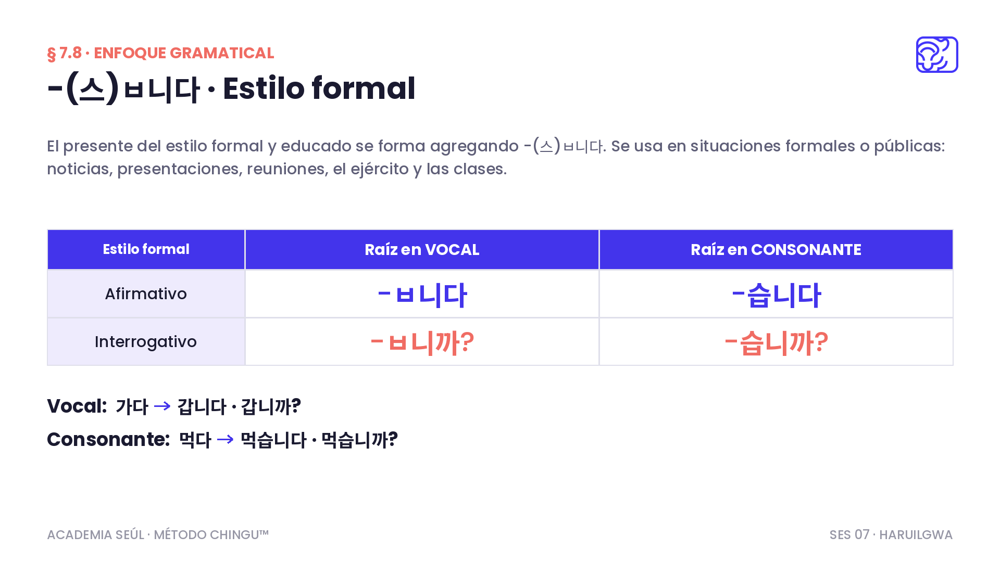 § 7.8 · ENFOQUE GRAMATICAL
-(스)ㅂ니다 · Estilo formal
El presente del estilo formal y educado se forma agregando -(스)ㅂ니다. Se usa en situaciones formales o públicas:
noticias, presentaciones, reuniones, el ejército y las clases.
Estilo formal Raíz en VOCAL Raíz en CONSONANTE
Afirmativo -ㅂ니다 -습니다
Interrogativo -ㅂ니까? -습니까?
Vocal: 가다 → 갑니다 · 갑니까?
Consonante: 먹다 → 먹습니다 · 먹습니까?
ACADEMIA SEÚL · MÉTODO CHINGU™ SES 07 · HARUILGWA